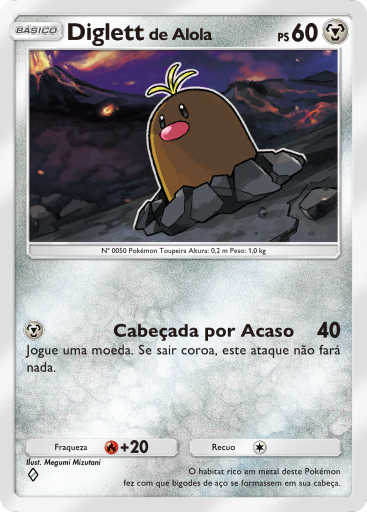 BÁSICO Diglett de Alola PS 60
Nº 0050 Pokémon Toupeira Altura: 0,2 m Peso: 1,0 kg
Cabeçada por Acaso 40
Jogue uma moeda. Se sair coroa, este ataque não fará
nada.
Fraqueza +20 Recuo
Ilust. Megumi Mizutani
O habitat rico em metal deste Pokémon
fez com que bigodes de aço se formassem em sua cabeça.